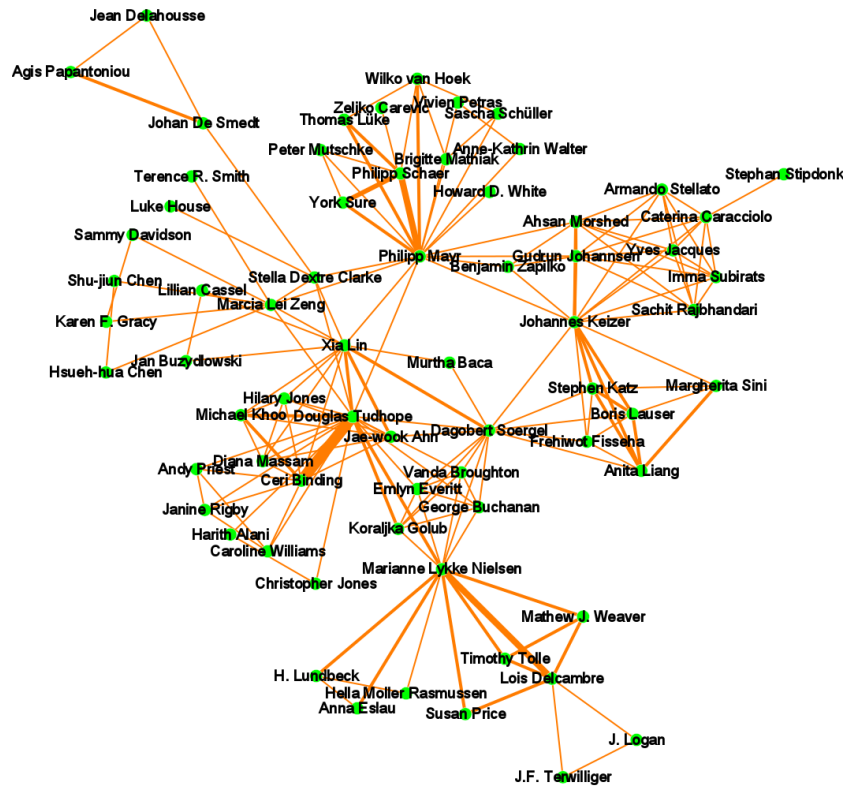 Jean Delahousse
Agis Papantoniou
Wilko van Hoek
Vivien Petras
Zeljko Carevic
Sascha Schüller
Thomas Lüke
Johan De Smedt
Peter Mutschke
Anne-Kathrin Walter
Brigitte Mathiak
Philipp Schaer
Stephan Stipdonk
Terence R. Smith
Armando Stellato
Howard D. White
York Sure
Luke House
Caterina Caracciolo
Ahsan Morshed
Sammy Davidson
Yves Jacques
Philipp Mayr
Gudrun Johannsen
Benjamin Zapilko
Stella Dextre Clarke
Imma Subirats
Shu-jiun Chen
Lillian Cassel
Marcia Lei Zeng
Sachit Rajbhandari
Karen F. Gracy
Johannes Keizer
Xia Lin
Jan Buzydlowski
Murtha Baca
Hsueh-hua Chen
Stephen Katz
Margherita Sini
Hilary Jones
Michael Khoo
Douglas Tudhope
Boris Lauser
Jae-wook Ahn
Dagobert Soergel
Frehiwot Fisseha
Diana Massam
Andy Priest
Anita Liang
Vanda Broughton
Ceri Binding
Emlyn Everitt
George Buchanan
Janine Rigby
Koraljka Golub
Harith Alani
Caroline Williams
Marianne Lykke Nielsen
Christopher Jones
Mathew J. Weaver
Timothy Tolle
H. Lundbeck
Lois Delcambre
Hella Möller Rasmussen
Anna Eslau
Susan Price
J. Logan
J.F. Terwilliger